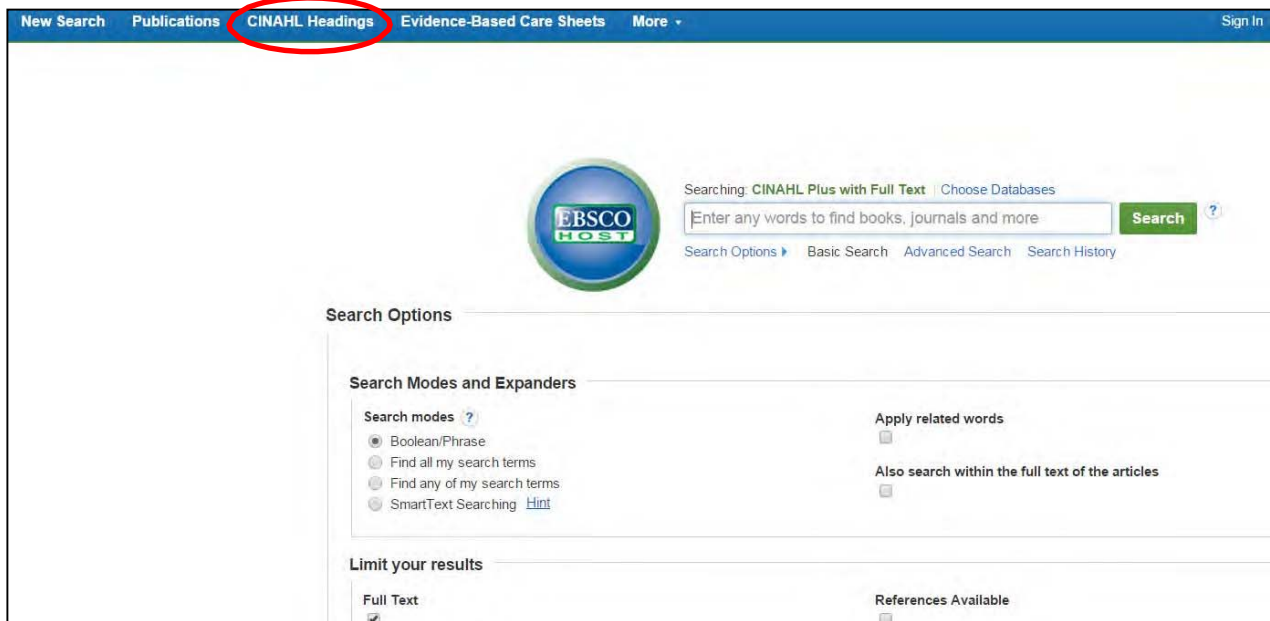 New Search Publications CINAHL Headings Evidence-Based Care Sheets More Sign In
Searching: CINAHL Plus with Full Text Choose Databases
EBSCO
HOST
Enter any words to find books, journals and more Search ?
Search Options Basic Search Advanced Search Search History
Search Options
Search Modes and Expanders
Search modes ?
Boolean/Phrase
Find all my search terms
Find any of my search terms
SmartText Searching Hint
Apply related words
Also search within the full text of the articles
Limit your results
Full Text
References Available